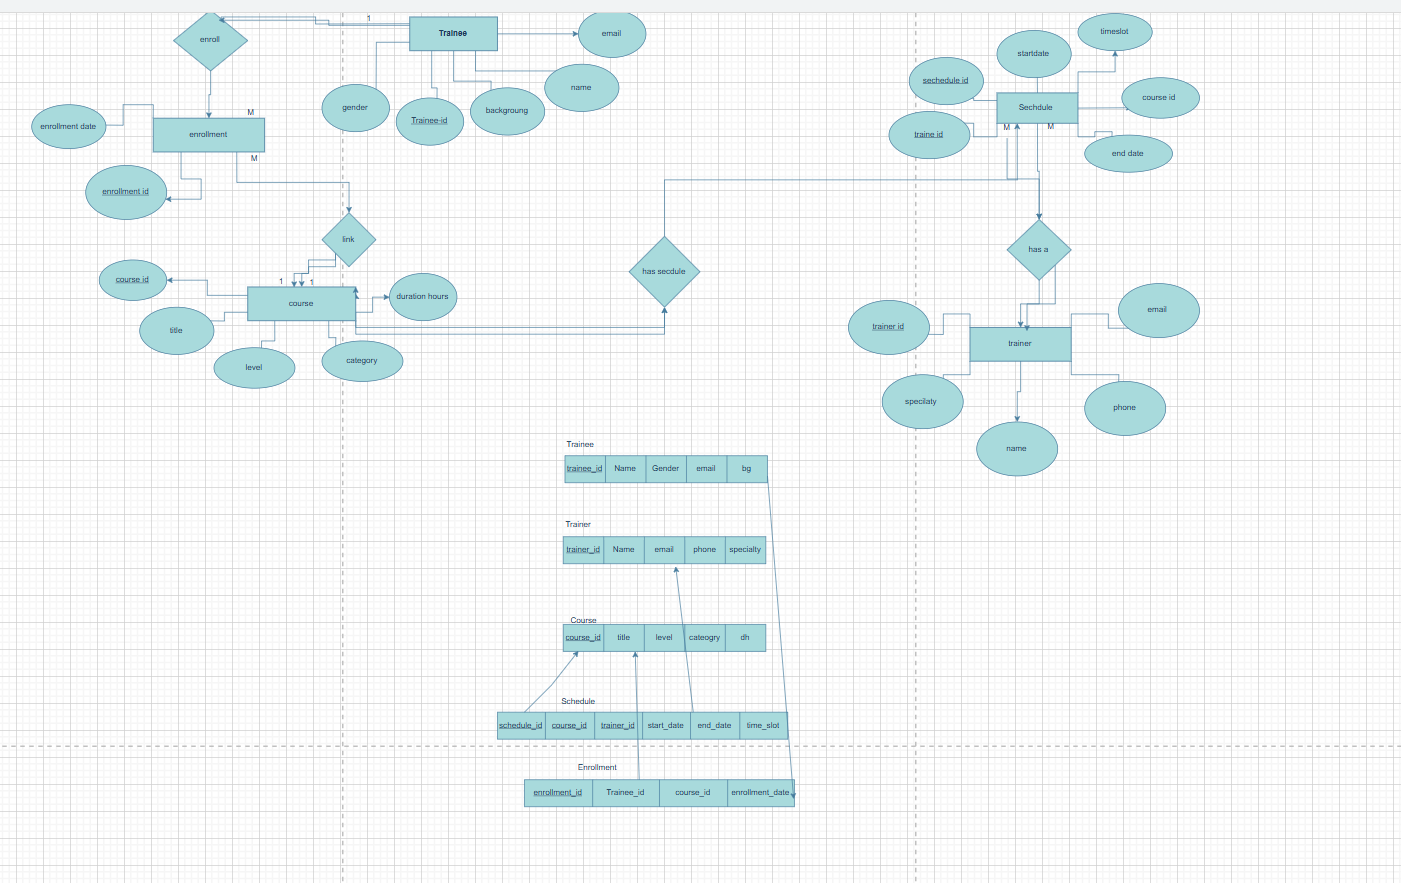 1
enroll
Trainee
email
gender
Trainee-id
backgroung
name
enrollment date
M
enrollment
M
enrollment id
link
course id
1
1
course
duration hours
title
level
category
has secdule
timeslot
startdate
sechedule id
course id
Sechdule
traine id
M
M
end date
has a
trainer id
email
trainer
specilaty
phone
name
Trainee
trainee_id Name Gender email bg
Trainer
trainer_id Name email phone specialty
Course
course_id title level cateogry dh
Schedule
schedule_id course_id trainer_id start_date end_date time_slot
Enrollment
enrollment_id Trainee_id course_id enrollment_date